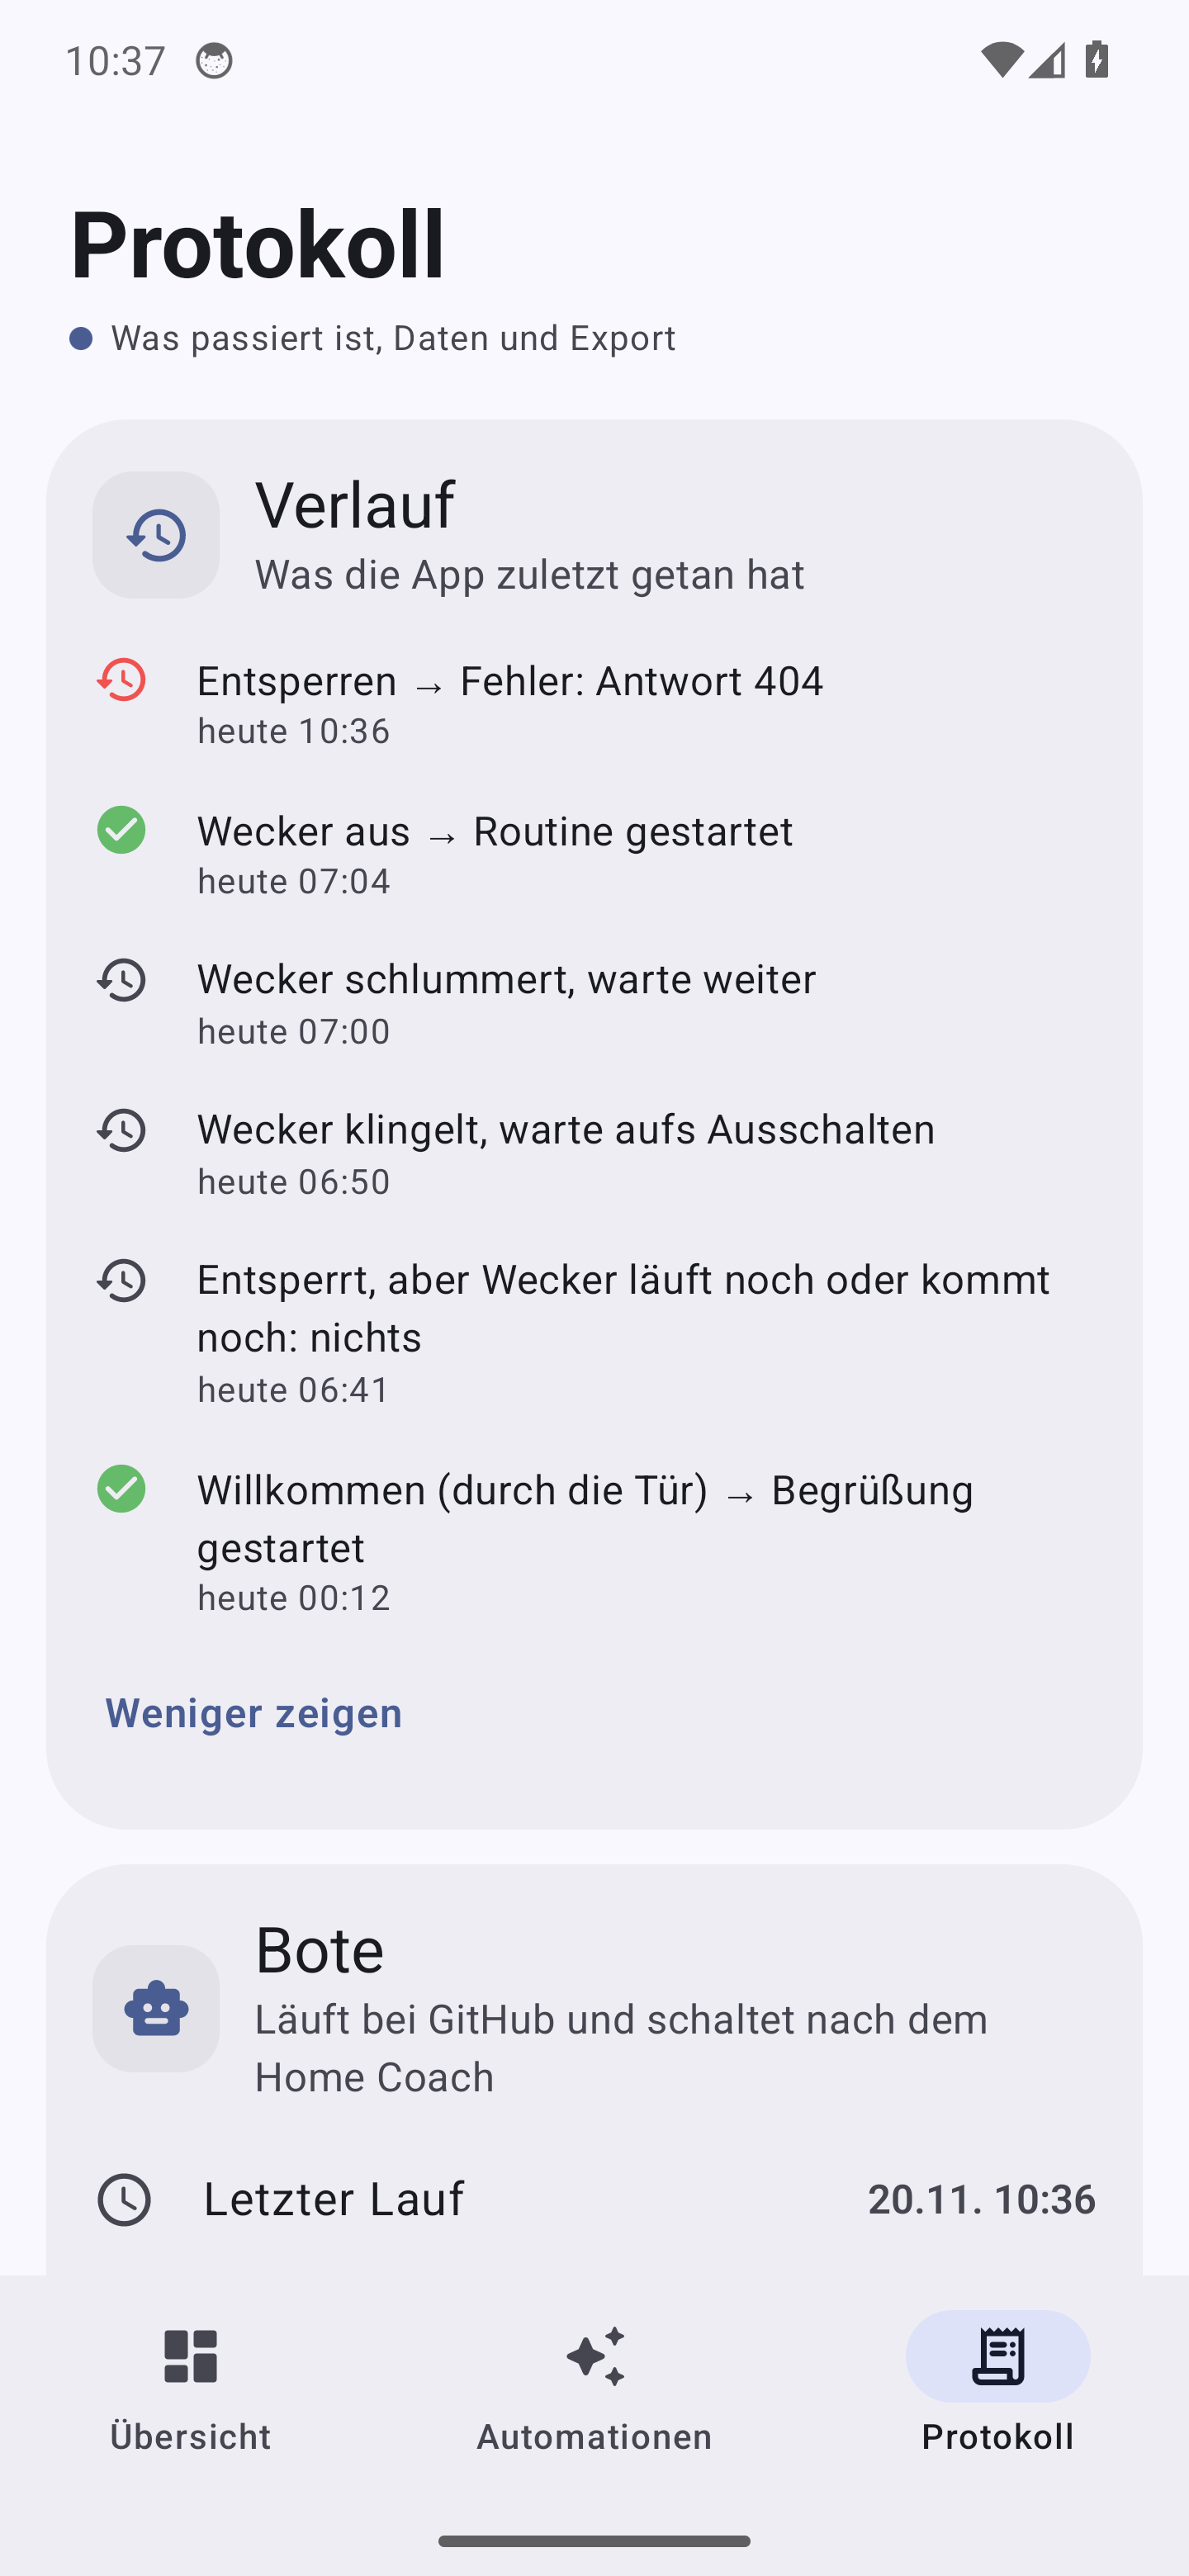 10:37
Protokoll
Was passiert ist, Daten und Export
Verlauf
Was die App zuletzt getan hat
Entsperren → Fehler: Antwort 404
heute 10:36
Wecker aus → Routine gestartet
heute 07:04
Wecker schlummert, warte weiter
heute 07:00
Wecker klingelt, warte aufs Ausschalten
heute 06:50
Entsperrt, aber Wecker läuft noch oder kommt
noch: nichts
heute 06:41
Willkommen (durch die Tür) → Begrüßung
gestartet
heute 00:12
Weniger zeigen
Bote
Läuft bei GitHub und schaltet nach dem
Home Coach
Letzter Lauf 20.11. 10:36
Übersicht Automationen Protokoll